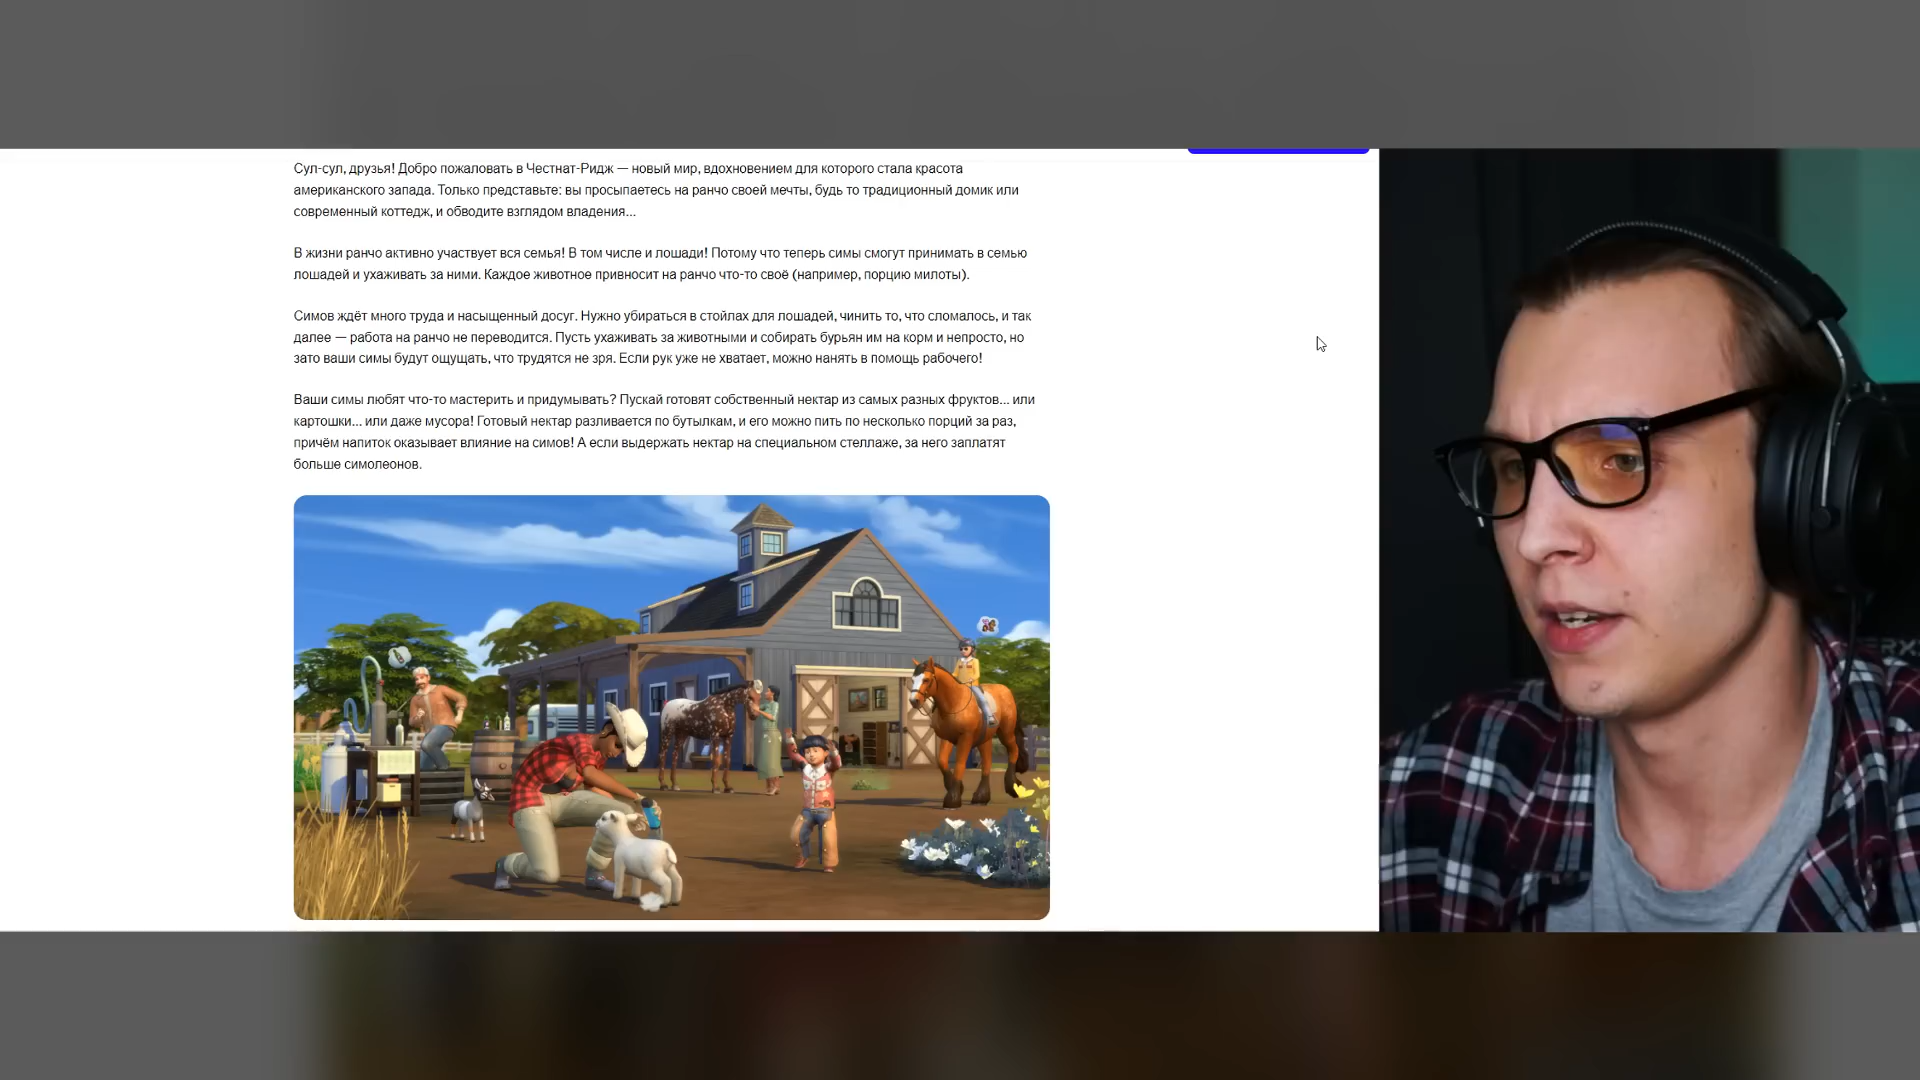 Сул-сул, друзья! Добро пожаловать в Честнат-Ридж — новый мир, вдохновением для которого стала красота
американского запада. Только представьте: вы просыпаетесь на ранчо своей мечты, будь то традиционный домик или
современный коттедж, и обводите взглядом владения...
В жизни ранчо активно участвует вся семья! В том числе и лошади! Потому что теперь симы смогут принимать в семью
лошадей и ухаживать за ними. Каждое животное привносит на ранчо что-то своё (например, порцию милоты).
Симов ждёт много труда и насыщенный досуг. Нужно убираться в стойлах для лошадей, чинить то, что сломалось, и так
далее — работа на ранчо не переводится. Пусть ухаживать за животными и собирать бурьян им на корм и непросто, но
зато ваши симы будут ощущать, что трудятся не зря. Если рук уже не хватает, можно нанять в помощь рабочего!
Ваши симы любят что-то мастерить и придумывать? Пускай готовят собственный нектар из самых разных фруктов... или
картошки... или даже мусора! Готовый нектар разливается по бутылкам, и его можно пить по несколько порций за раз,
причём напиток оказывает влияние на симов! А если выдержать нектар на специальном стеллаже, за него заплатят
больше симолеонов.